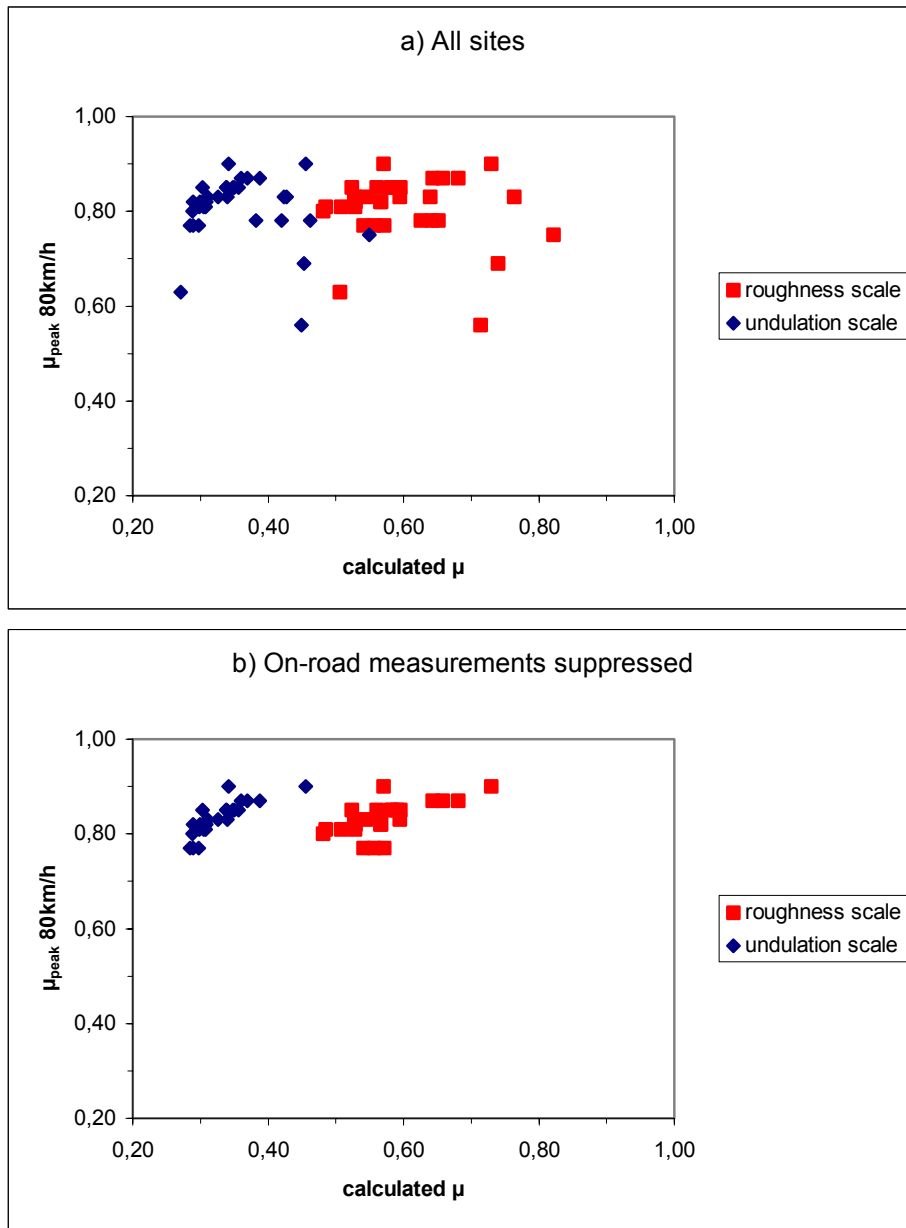 a) All sites
1,00
0,80
0,60
0,40
0,20
0,20 0,40 0,60 0,80 1,00
μpeak 80km/h
calculated μ
roughness scale
undulation scale
b) On-road measurements suppressed
1,00
0,80
0,60
0,40
0,20
0,20 0,40 0,60 0,80 1,00
μpeak 80km/h
calculated μ
roughness scale
undulation scale